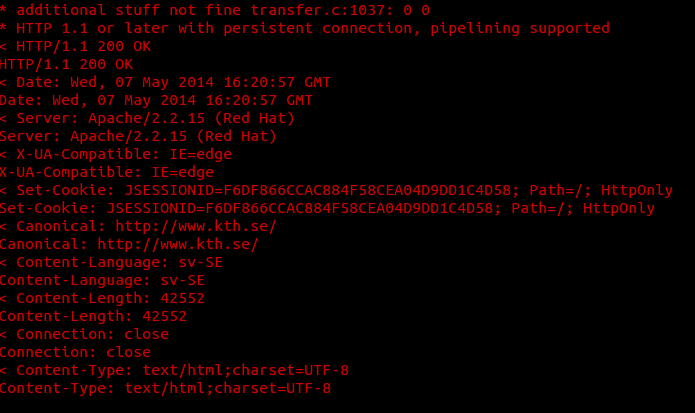 * additional stuff not fine transfer.c:1037: 0 0
* HTTP 1.1 or later with persistent connection, pipelining supported
< HTTP/1.1 200 OK
HTTP/1.1 200 OK
< Date: Wed, 07 May 2014 16:20:57 GMT
Date: Wed, 07 May 2014 16:20:57 GMT
< Server: Apache/2.2.15 (Red Hat)
Server: Apache/2.2.15 (Red Hat)
< X-UA-Compatible: IE=edge
X-UA-Compatible: IE=edge
< Set-Cookie: JSESSIONID=F6DF866CCAC884F58CEA04D9DD1C4D58; Path=/; HttpOnly
Set-Cookie: JSESSIONID=F6DF866CCAC884F58CEA04D9DD1C4D58; Path=/; HttpOnly
< Canonical: http://www.kth.se/
Canonical: http://www.kth.se/
< Content-Language: sv-SE
Content-Language: sv-SE
< Content-Length: 42552
Content-Length: 42552
< Connection: close
Connection: close
< Content-Type: text/html;charset=UTF-8
Content-Type: text/html;charset=UTF-8